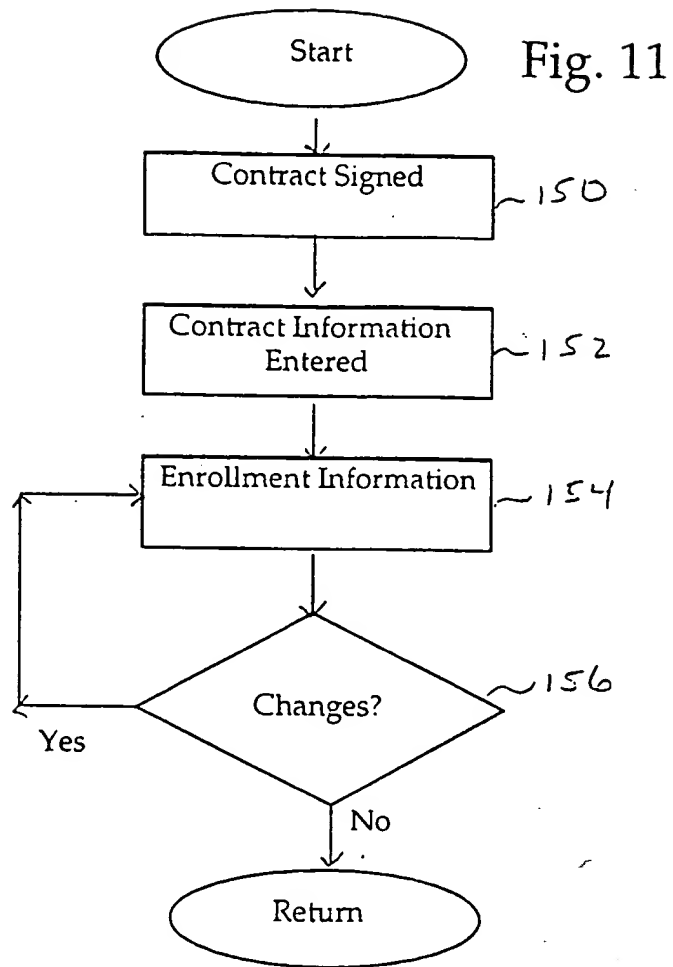 Start
Fig. 11
Contract Signed
150
Contract Information
Entered
152
Enrollment Information
154
Changes?
156
Yes
No
Return